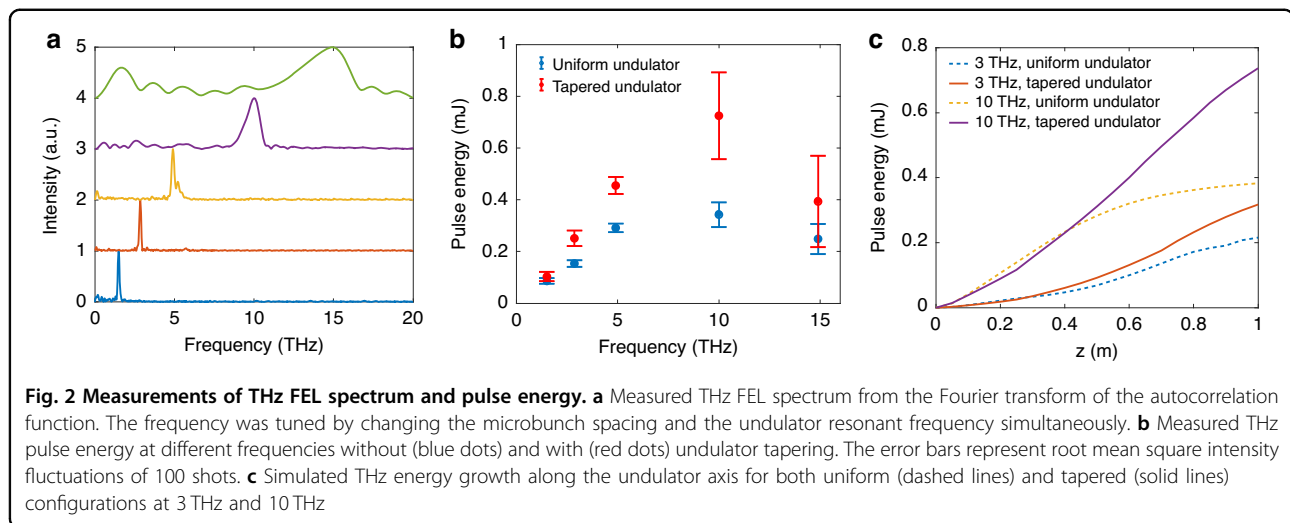 a
5
4
3
2
1
0
Intensity (a.u.)
0 5 10 15 20
Frequency (THz)
b
1
0.8
0.6
0.4
0.2
0
Pulse energy (mJ)
Uniform undulator
Tapered undulator
0 5 10 15
Frequency (THz)
c
0.8
0.6
0.4
0.2
0
Pulse energy (mJ)
3 THz, uniform undulator
3 THz, tapered undulator
10 THz, uniform undulator
10 THz, tapered undulator
0 0.2 0.4 0.6 0.8 1
z (m)
Fig. 2 Measurements of THz FEL spectrum and pulse energy. a Measured THz FEL spectrum from the Fourier transform of the autocorrelation
function. The frequency was tuned by changing the microbunch spacing and the undulator resonant frequency simultaneously. b Measured THz
pulse energy at different frequencies without (blue dots) and with (red dots) undulator tapering. The error bars represent root mean square intensity
fluctuations of 100 shots. c Simulated THz energy growth along the undulator axis for both uniform (dashed lines) and tapered (solid lines)
configurations at 3 THz and 10 THz